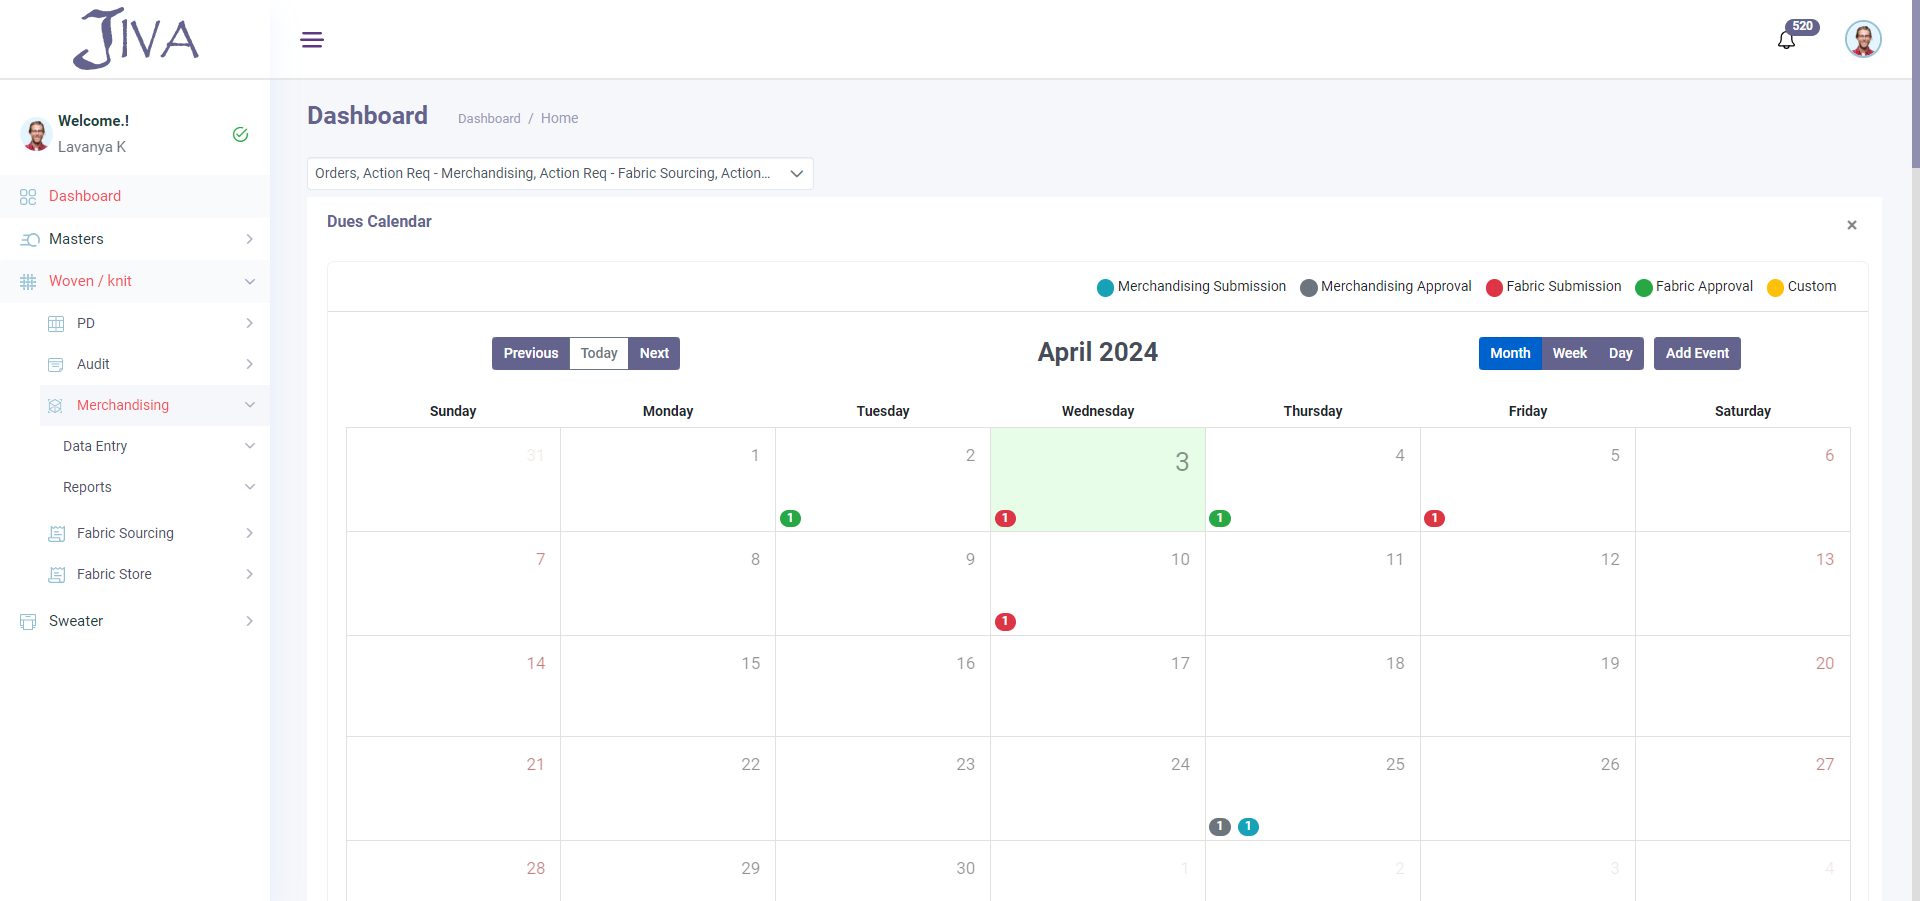 JIVA
520
Welcome.!
Lavanya K
Dashboard
Masters
Woven / knit
PD
Audit
Merchandising
Data Entry
Reports
Fabric Sourcing
Fabric Store
Sweater
Dashboard
Dashboard / Home
Orders, Action Req - Merchandising, Action Req - Fabric Sourcing, Action...
Dues Calendar
×
Merchandising Submission Merchandising Approval Fabric Submission Fabric Approval Custom
Previous Today Next
April 2024
Month Week Day Add Event
Sunday Monday Tuesday Wednesday Thursday Friday Saturday
31 1 2 3 4 5 6
1 1 1 1
7 8 9 10 11 12 13
1
14 15 16 17 18 19 20
21 22 23 24 25 26 27
1 1
28 29 30 1 2 3 4